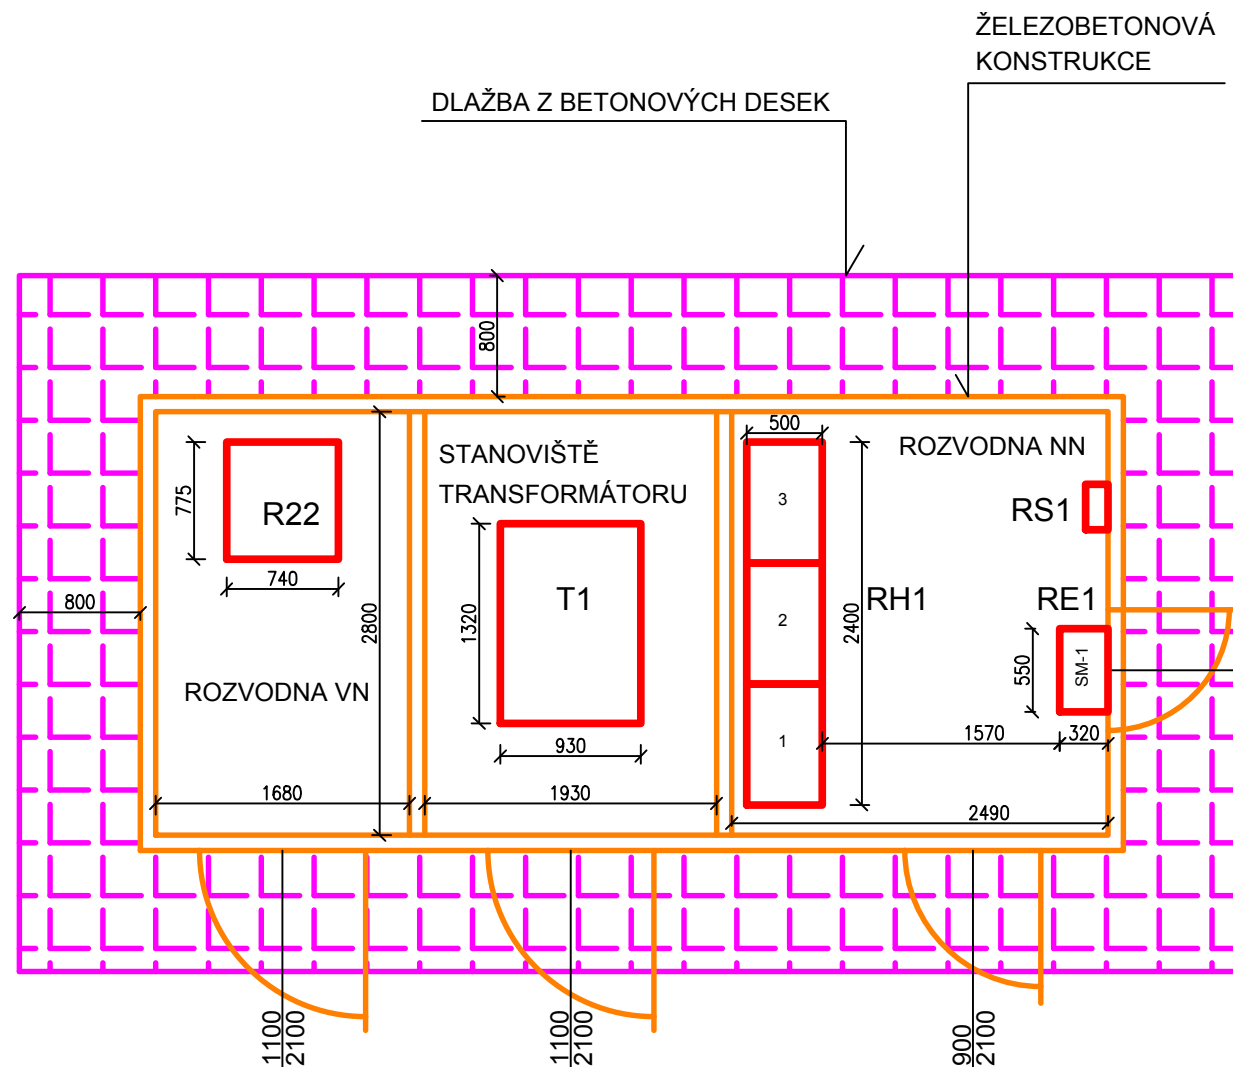 ŽELEZOBETONOVÁ
KONSTRUKCE
DLAŽBA Z BETONOVÝCH DESEK
800
500
STANOVIŠTĚ
TRANSFORMÁTORU
ROZVODNA NN
775
R22
3
RS1
740
800
2800
1320
T1
2
2400
RH1
RE1
550
SM-1
ROZVODNA VN
930
1
1570
320
1680
1930
2490
1100
2100
1100
2100
900
2100